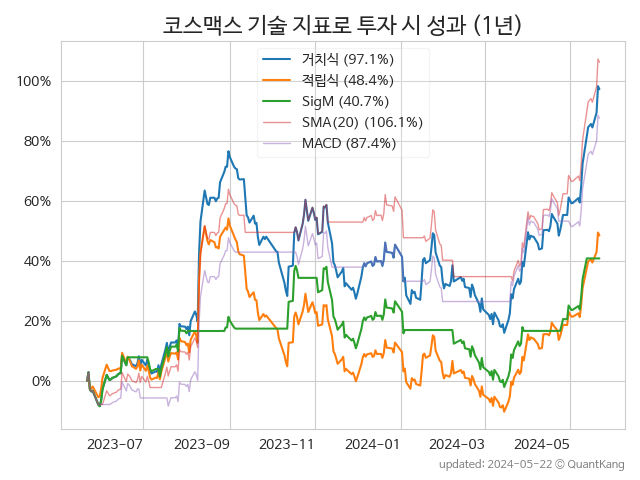 코스맥스 기술 지표로 투자 시 성과 (1년)
거치식 (97.1%)
적립식 (48.4%)
SigM (40.7%)
SMA(20) (106.1%)
MACD (87.4%)
100%
80%
60%
40%
20%
0%
2023-07 2023-09 2023-11 2024-01 2024-03 2024-05
updated: 2024-05-22 © QuantKang